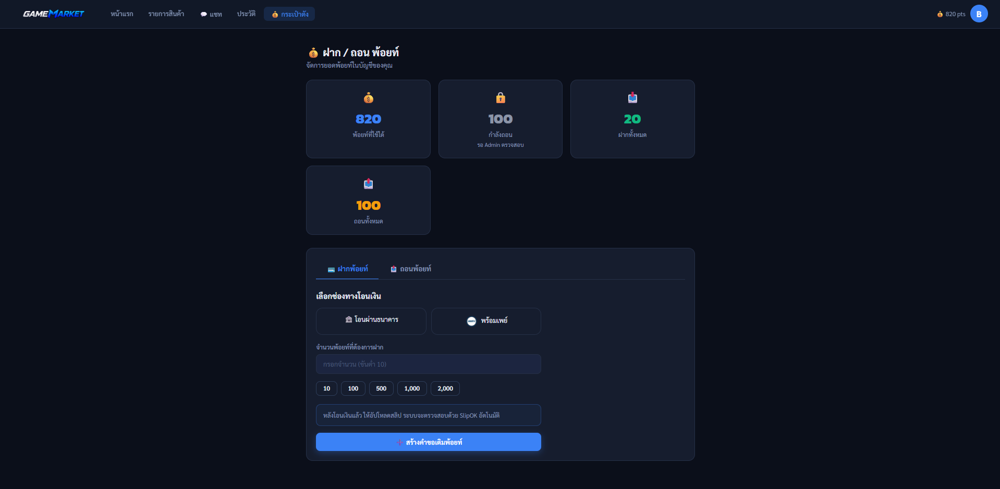 GAMEMARKET
หน้าแรก
รายการสินค้า
แชท
ประวัติ
กระเป๋าตัง
820 pts
B
ฝาก / ถอน พ้อยท์
จัดการยอดพ้อยท์ในบัญชีของคุณ
820
พ้อยท์ที่ใช้ได้
100
กำลังถอน
รอ Admin ตรวจสอบ
20
ฝากทั้งหมด
100
ถอนทั้งหมด
ฝากพ้อยท์
ถอนพ้อยท์
เลือกช่องทางโอนเงิน
โอนผ่านธนาคาร
พร้อมเพย์
จำนวนพ้อยท์ที่ต้องการฝาก
กรอกจำนวน (ขั้นต่ำ 10)
10
100
500
1,000
2,000
หลังโอนเงินแล้ว ให้อัปโหลดสลิป ระบบจะตรวจสอบด้วย SlipOK อัตโนมัติ
สร้างคำขอเติมพ้อยท์